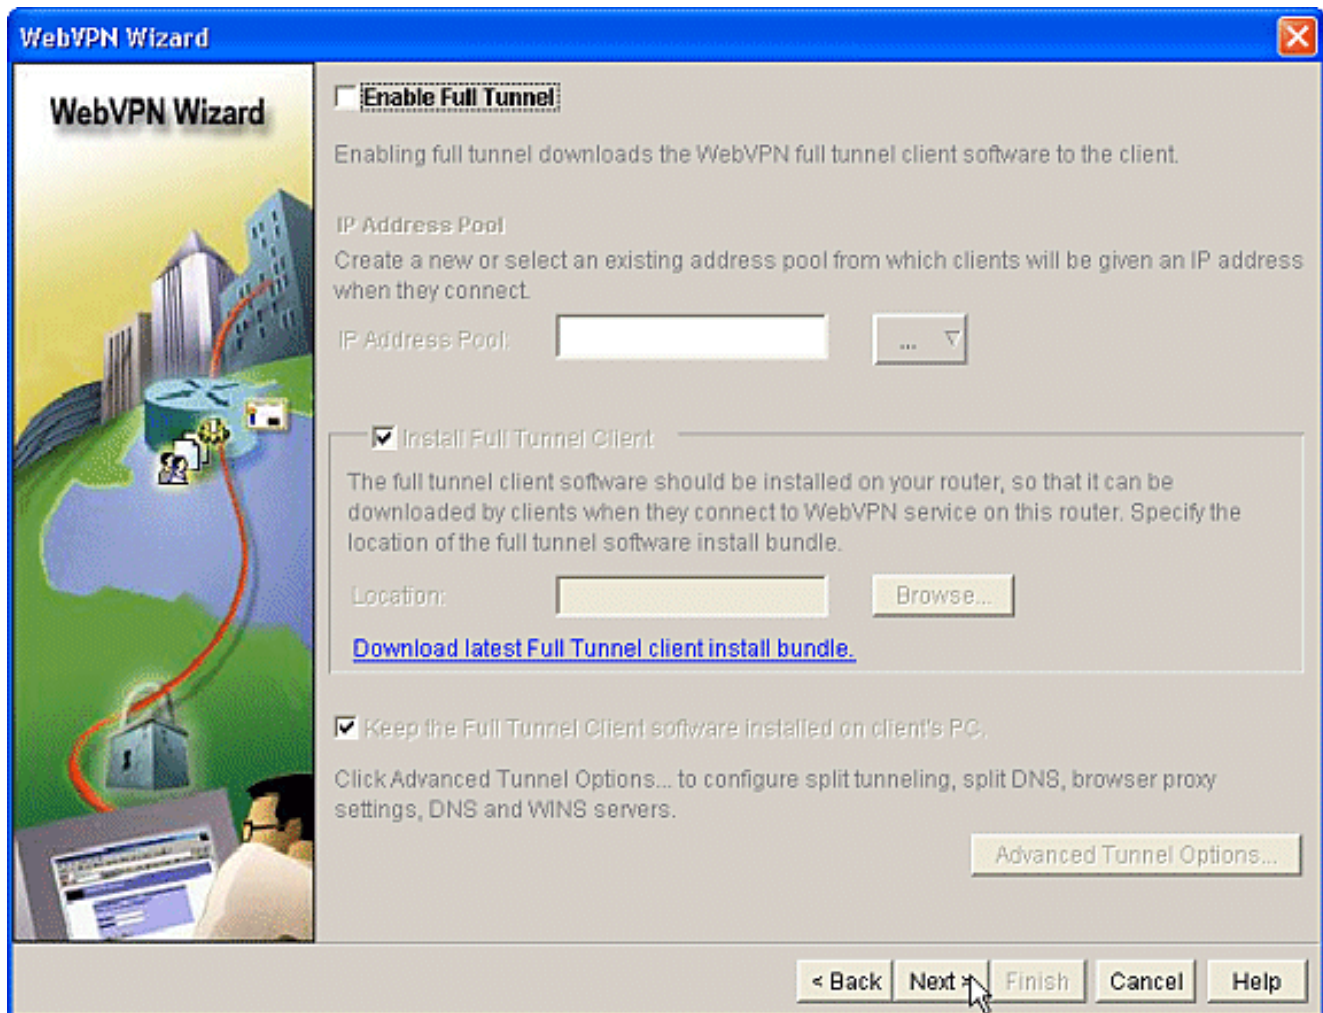 WebVPN Wizard
WebVPN Wizard
Enable Full Tunnel
Enabling full tunnel downloads the WebVPN full tunnel client software to the client.
IP Address Pool
Create a new or select an existing address pool from which clients will be given an IP address
when they connect.
IP Address Pool:
...
Install Full Tunnel Client
The full tunnel client software should be installed on your router, so that it can be
downloaded by clients when they connect to WebVPN service on this router. Specify the
location of the full tunnel software install bundle.
Location:
Browse...
Download latest Full Tunnel client install bundle.
Keep the Full Tunnel Client software installed on client's PC.
Click Advanced Tunnel Options... to configure split tunneling, split DNS, browser proxy
settings, DNS and WINS servers.
Advanced Tunnel Options...
< Back
Next >
Finish
Cancel
Help